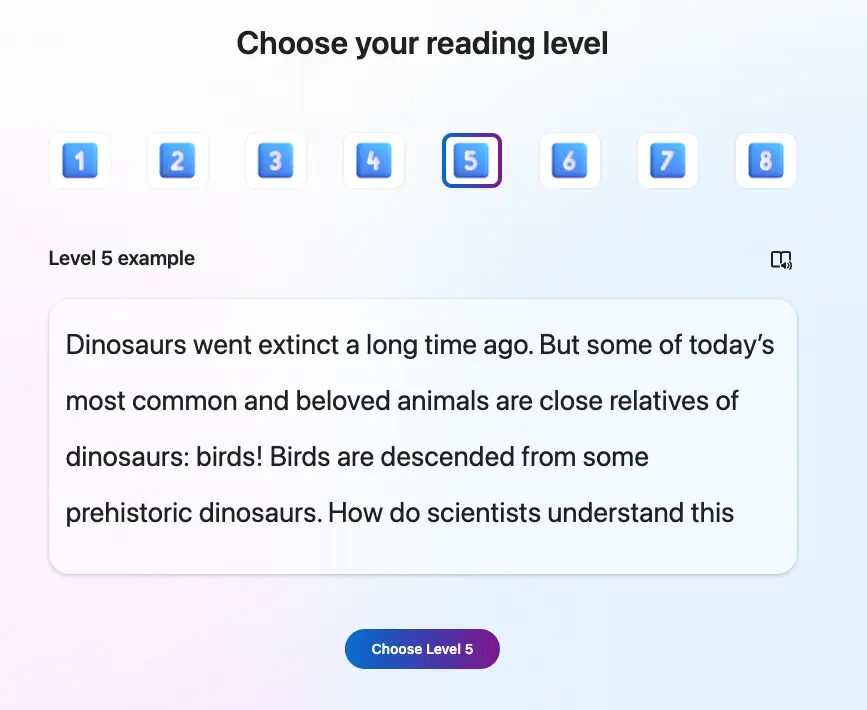 Choose your reading level
1 2 3 4 5 6 7 8
Level 5 example
Dinosaurs went extinct a long time ago. But some of today’s
most common and beloved animals are close relatives of
dinosaurs: birds! Birds are descended from some
prehistoric dinosaurs. How do scientists understand this
Choose Level 5